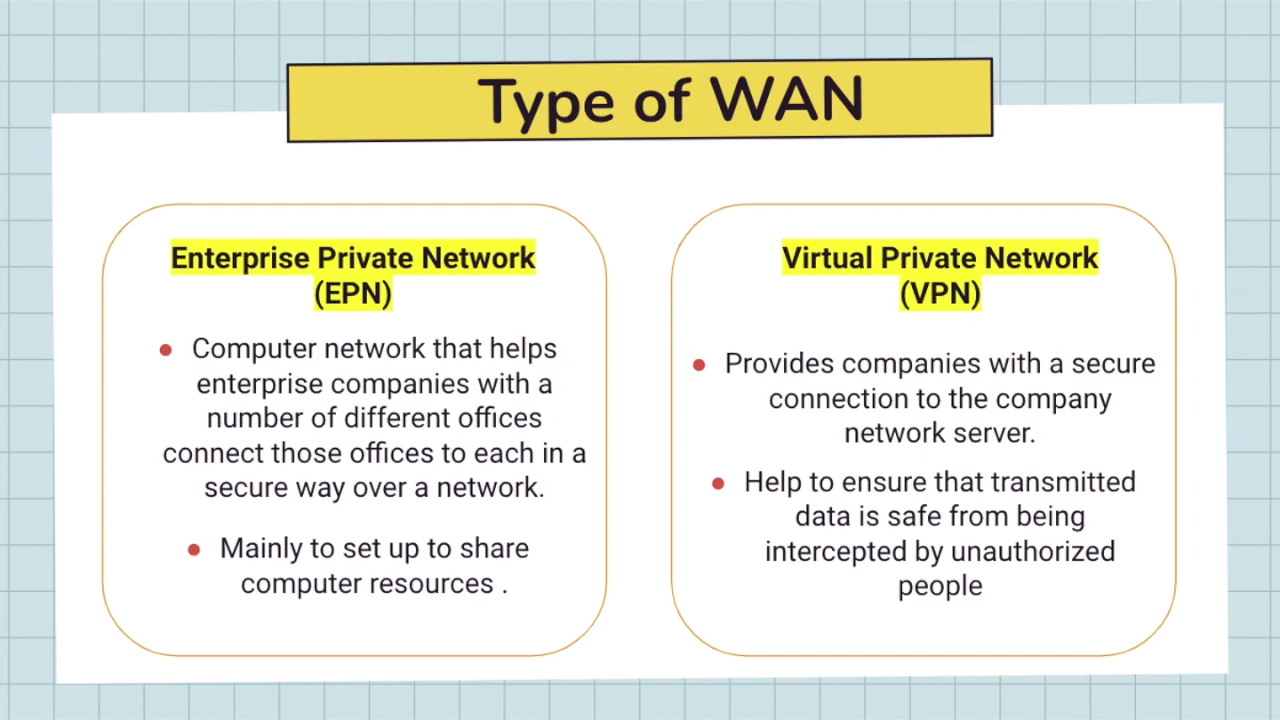 Type of WAN
Enterprise Private Network
(EPN)
● Computer network that helps
enterprise companies with a
number of different offices
connect those offices to each in a
secure way over a network.
● Mainly to set up to share
computer resources .
Virtual Private Network
(VPN)
● Provides companies with a secure
connection to the company
network server.
● Help to ensure that transmitted
data is safe from being
intercepted by unauthorized
people